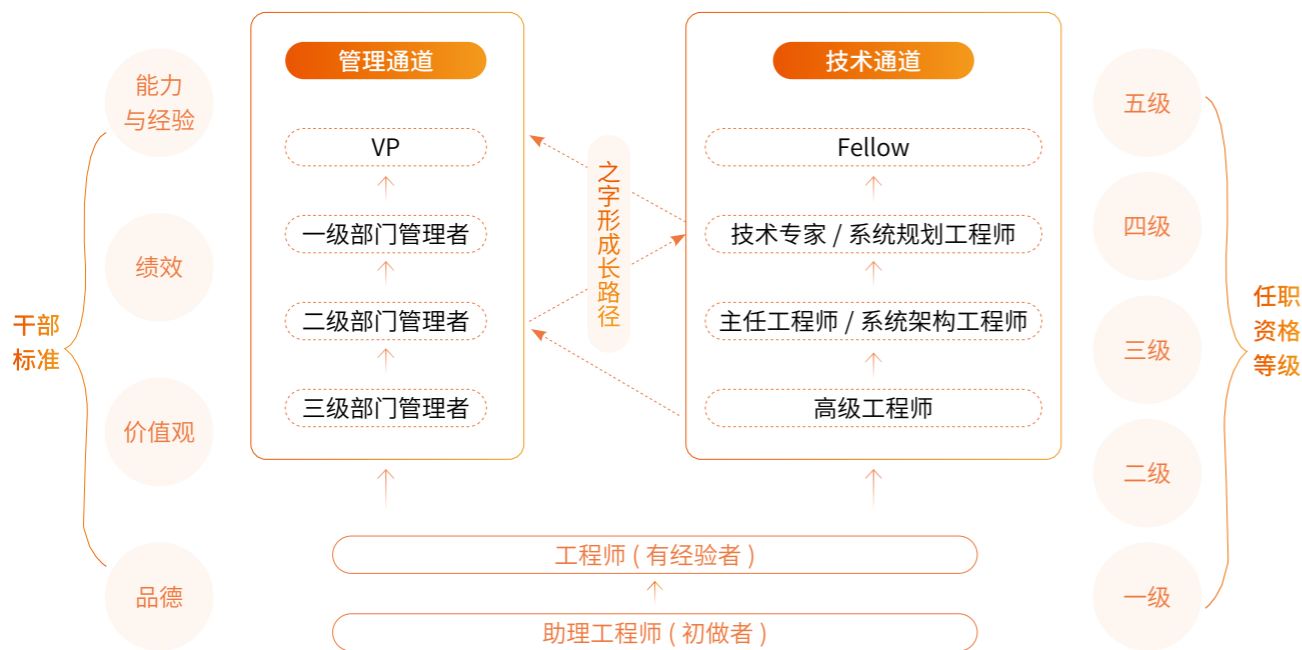 干部
标准
能力
与经验
绩效
价值观
品德
管理通道
VP
一级部门管理者
二级部门管理者
三级部门管理者
之字形成长路径
技术通道
Fellow
技术专家 / 系统规划工程师
主任工程师 / 系统架构工程师
高级工程师
工程师 ( 有经验者 )
助理工程师 ( 初做者 )
五级
四级
三级
二级
一级
任职
资格
等级